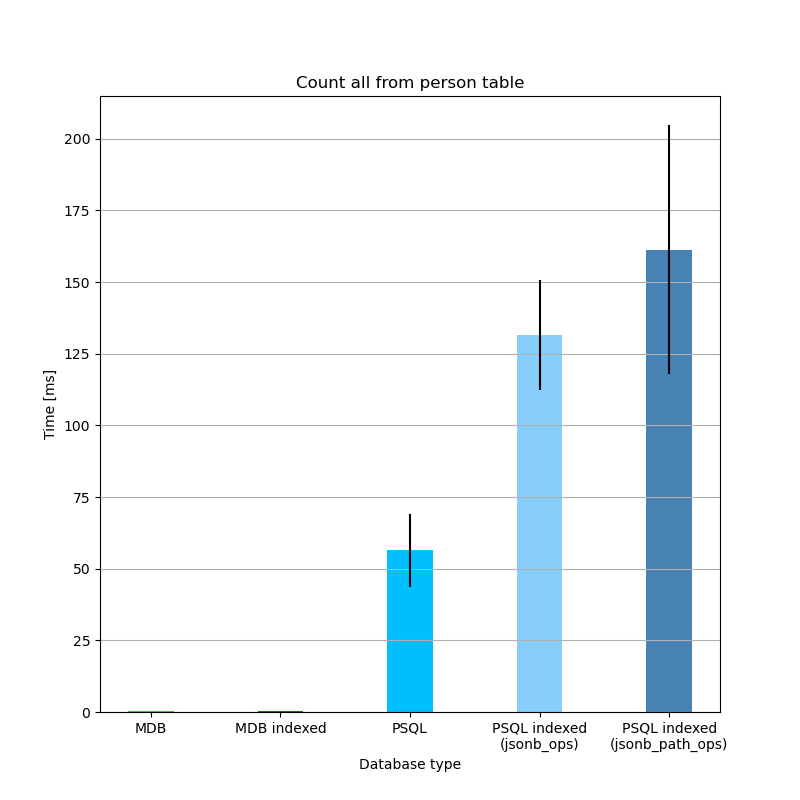 Count all from person table
200
175
150
125
100
75
50
25
0
Time [ms]
MDB
MDB indexed
PSQL
PSQL indexed
(jsonb_ops)
PSQL indexed
(jsonb_path_ops)
Database type